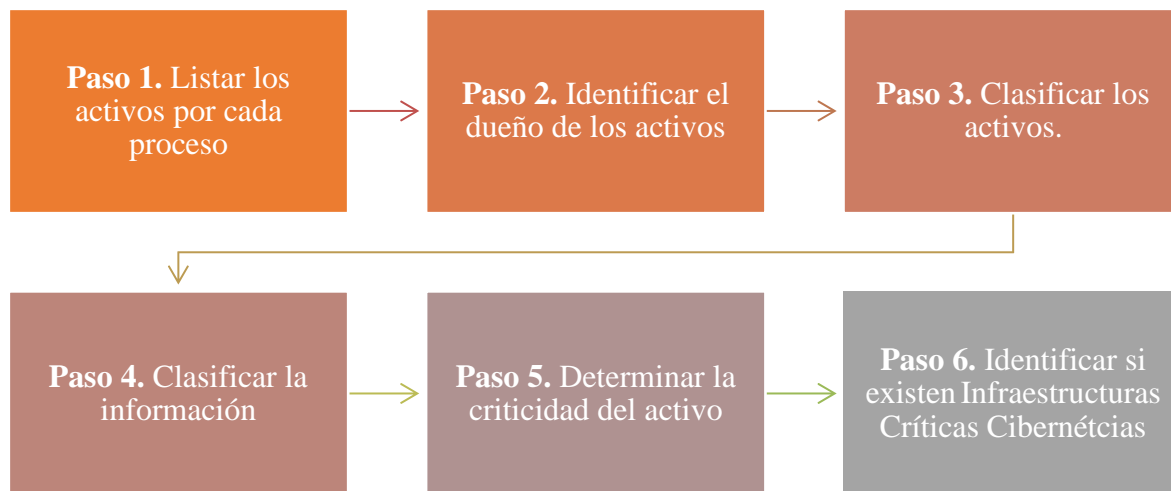 Paso 1. Listar los
activos por cada
proceso
Paso 2. Identificar el
dueño de los activos
Paso 3. Clasificar los
activos.
Paso 4. Clasificar la
información
Paso 5. Determinar la
criticidad del activo
Paso 6. Identificar si
existen Infraestructuras
Críticas Cibernétcias